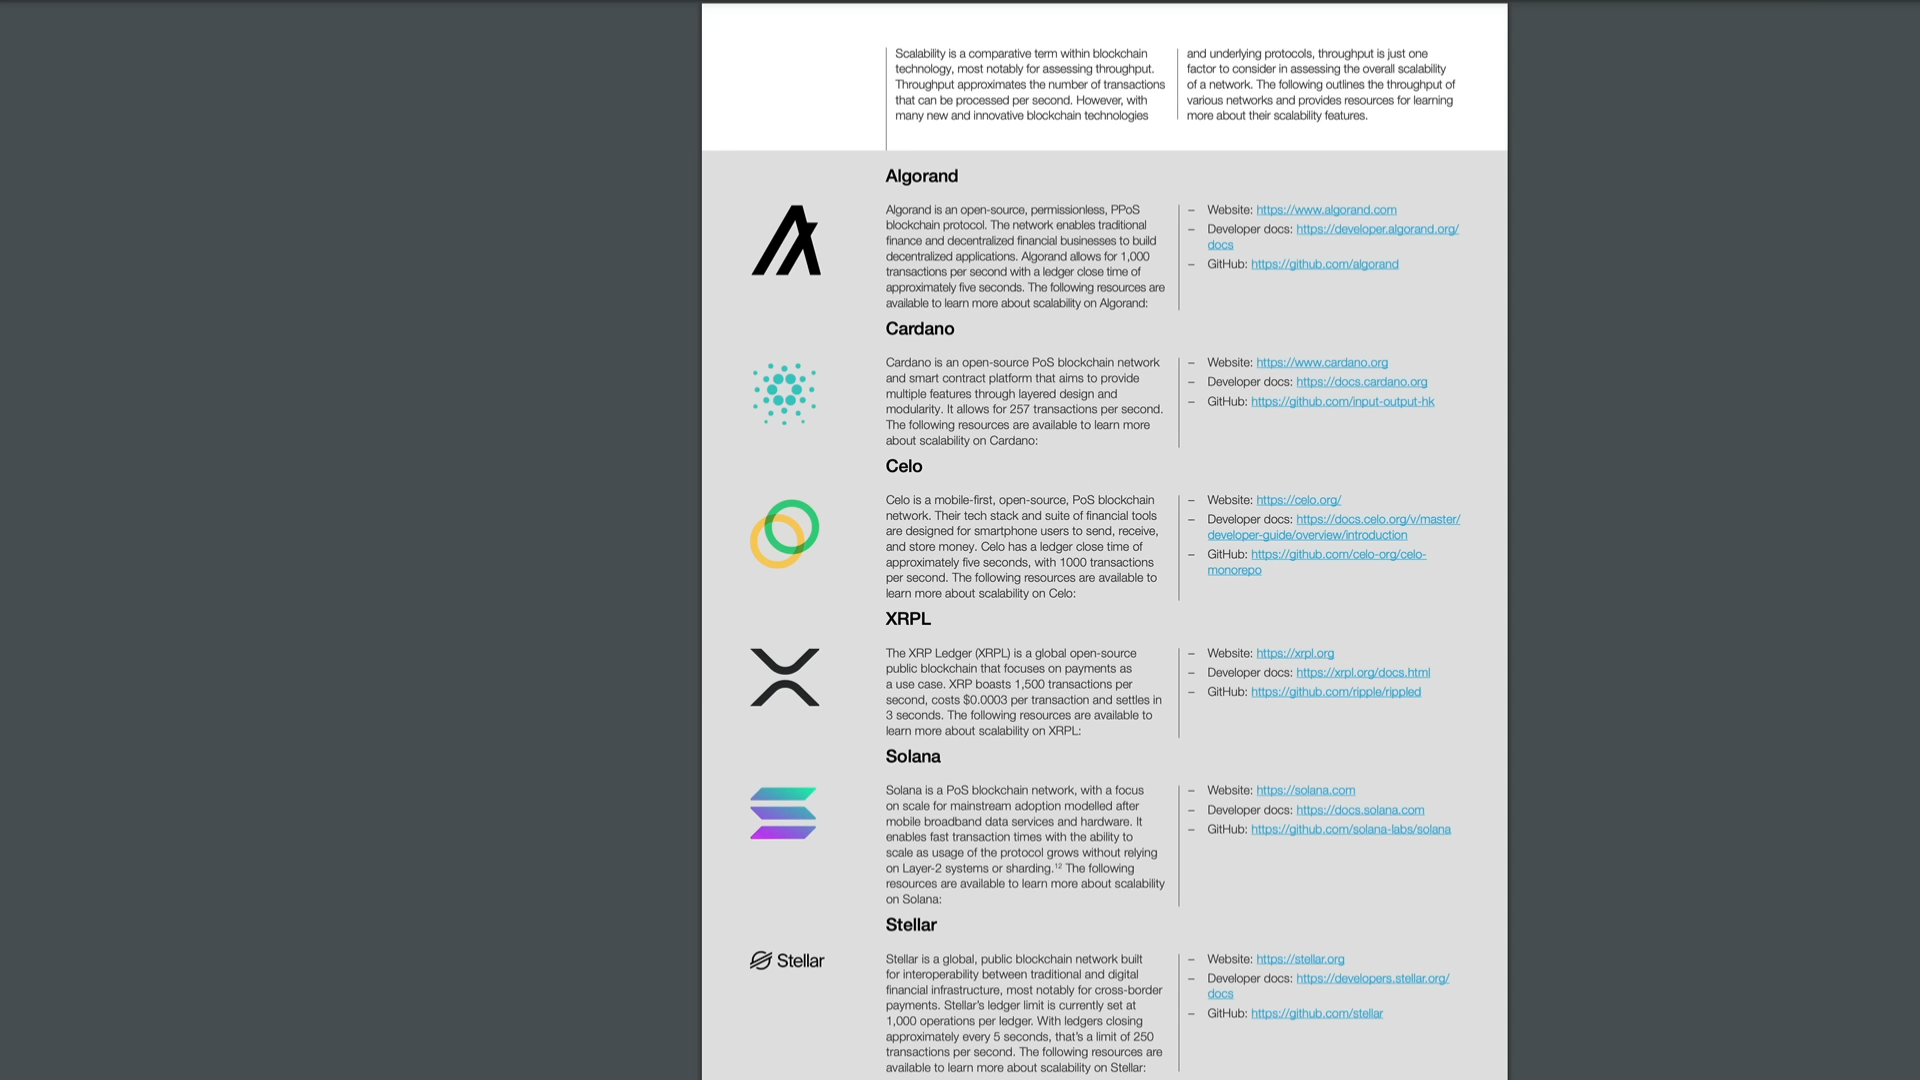 Scalability is a comparative term within blockchain
technology, most notably for assessing throughput.
Throughput approximates the number of transactions
that can be processed per second. However, with
many new and innovative blockchain technologies
and underlying protocols, throughput is just one
factor to consider in assessing the overall scalability
of a network. The following outlines the throughput of
various networks and provides resources for learning
more about their scalability features.
Algorand
Algorand is an open-source, permissionless, PPoS
blockchain protocol. The network enables traditional
finance and decentralized financial businesses to build
decentralized applications. Algorand allows for 1,000
transactions per second with a ledger close time of
approximately five seconds. The following resources are
available to learn more about scalability on Algorand:
– Website: https://www.algorand.com
– Developer docs: https://developer.algorand.org/
docs
– GitHub: https://github.com/algorand
Cardano
Cardano is an open-source PoS blockchain network
and smart contract platform that aims to provide
multiple features through layered design and
modularity. It allows for 257 transactions per second.
The following resources are available to learn more
about scalability on Cardano:
– Website: https://www.cardano.org
– Developer docs: https://docs.cardano.org
– GitHub: https://github.com/input-output-hk
Celo
Celo is a mobile-first, open-source, PoS blockchain
network. Their tech stack and suite of financial tools
are designed for smartphone users to send, receive,
and store money. Celo has a ledger close time of
approximately five seconds, with 1000 transactions
per second. The following resources are available to
learn more about scalability on Celo:
– Website: https://celo.org/
– Developer docs: https://docs.celo.org/v/master/
developer-guide/overview/introduction
– GitHub: https://github.com/celo-org/celo-
monorepo
XRPL
The XRP Ledger (XRPL) is a global open-source
public blockchain that focuses on payments as
a use case. XRP boasts 1,500 transactions per
second, costs $0.0003 per transaction and settles in
3 seconds. The following resources are available to
learn more about scalability on XRPL:
– Website: https://xrpl.org
– Developer docs: https://xrpl.org/docs.html
– GitHub: https://github.com/ripple/rippled
Solana
Solana is a PoS blockchain network, with a focus
on scale for mainstream adoption modelled after
mobile broadband data services and hardware. It
enables fast transaction times with the ability to
scale as usage of the protocol grows without relying
on Layer-2 systems or sharding.¹² The following
resources are available to learn more about scalability
on Solana:
– Website: https://solana.com
– Developer docs: https://docs.solana.com
– GitHub: https://github.com/solana-labs/solana
Stellar
Stellar
Stellar is a global, public blockchain network built
for interoperability between traditional and digital
financial infrastructure, most notably for cross-border
payments. Stellar's ledger limit is currently set at
1,000 operations per ledger. With ledgers closing
approximately every 5 seconds, that's a limit of 250
transactions per second. The following resources are
available to learn more about scalability on Stellar:
– Website: https://stellar.org
– Developer docs: https://developers.stellar.org/
docs
– GitHub: https://github.com/stellar